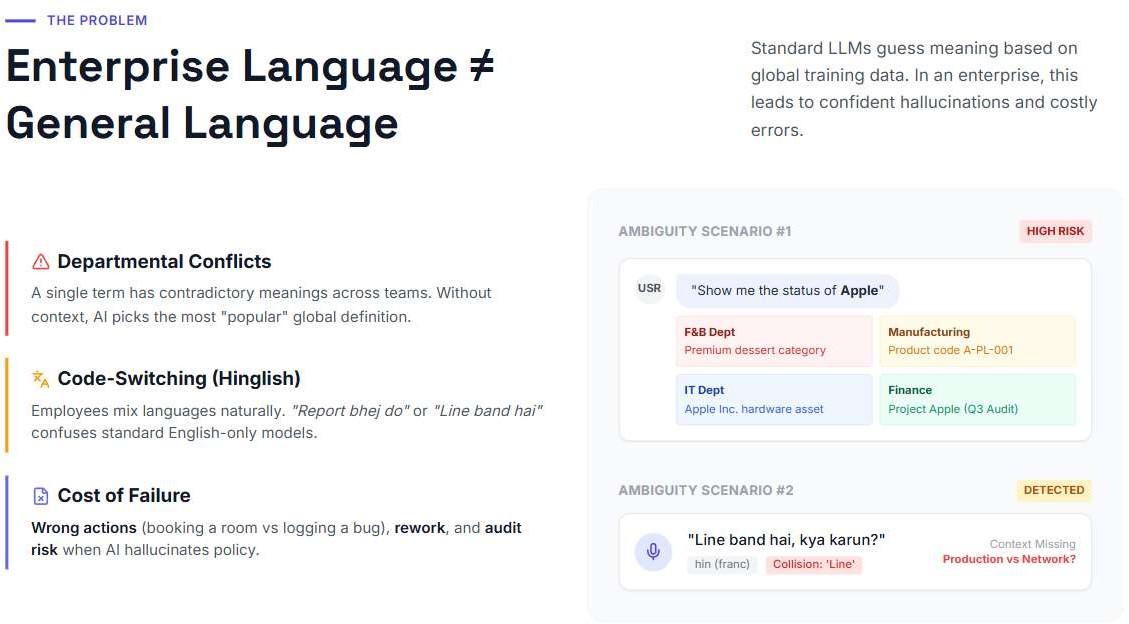 THE PROBLEM
Enterprise Language ≠
General Language
Standard LLMs guess meaning based on
global training data. In an enterprise, this
leads to confident hallucinations and costly
errors.
Departmental Conflicts
A single term has contradictory meanings across teams. Without
context, AI picks the most "popular" global definition.
Code-Switching (Hinglish)
Employees mix languages naturally. "Report bhej do" or "Line band hai"
confuses standard English-only models.
Cost of Failure
Wrong actions (booking a room vs logging a bug), rework, and audit
risk when AI hallucinates policy.
AMBIGUITY SCENARIO #1
HIGH RISK
USR
"Show me the status of Apple"
F&B Dept
Premium dessert category
Manufacturing
Product code A-PL-001
IT Dept
Apple Inc. hardware asset
Finance
Project Apple (Q3 Audit)
AMBIGUITY SCENARIO #2
DETECTED
"Line band hai, kya karun?"
hin (franc)
Collision: 'Line'
Context Missing
Production vs Network?